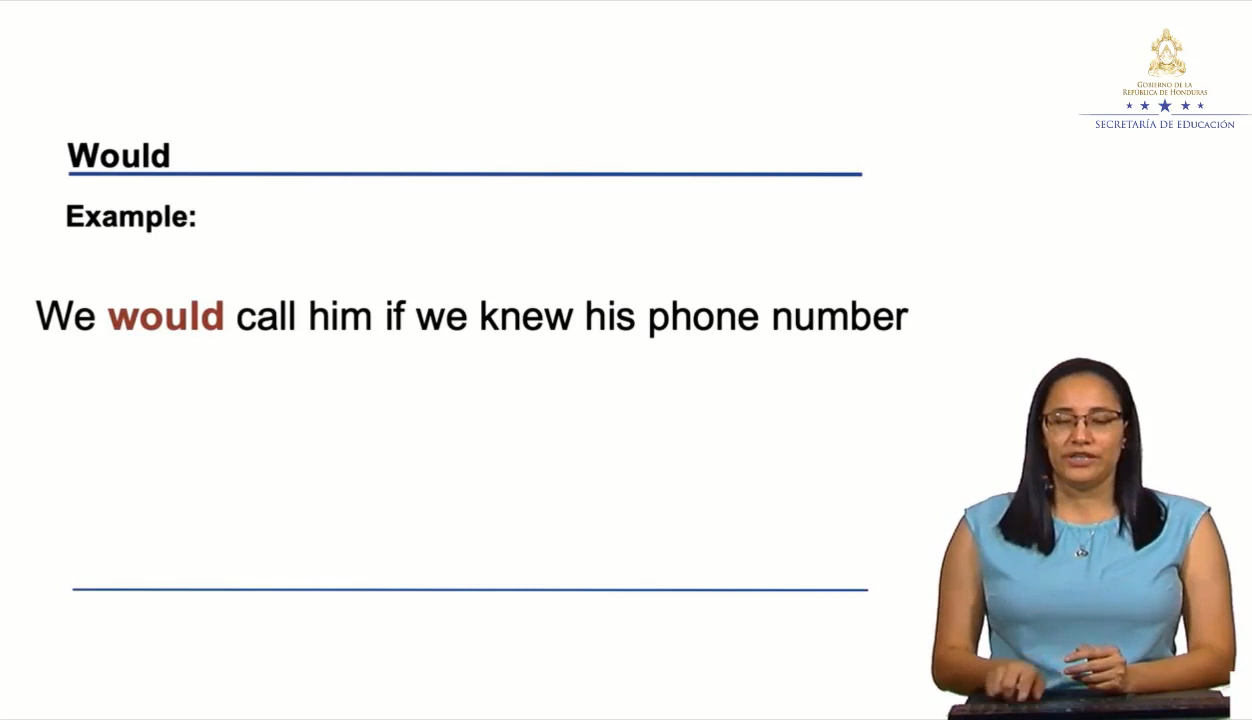 GOBIERNO DE LA
REPÚBLICA DE HONDURAS
SECRETARÍA DE EDUCACIÓN
Would
Example:
We would call him if we knew his phone number